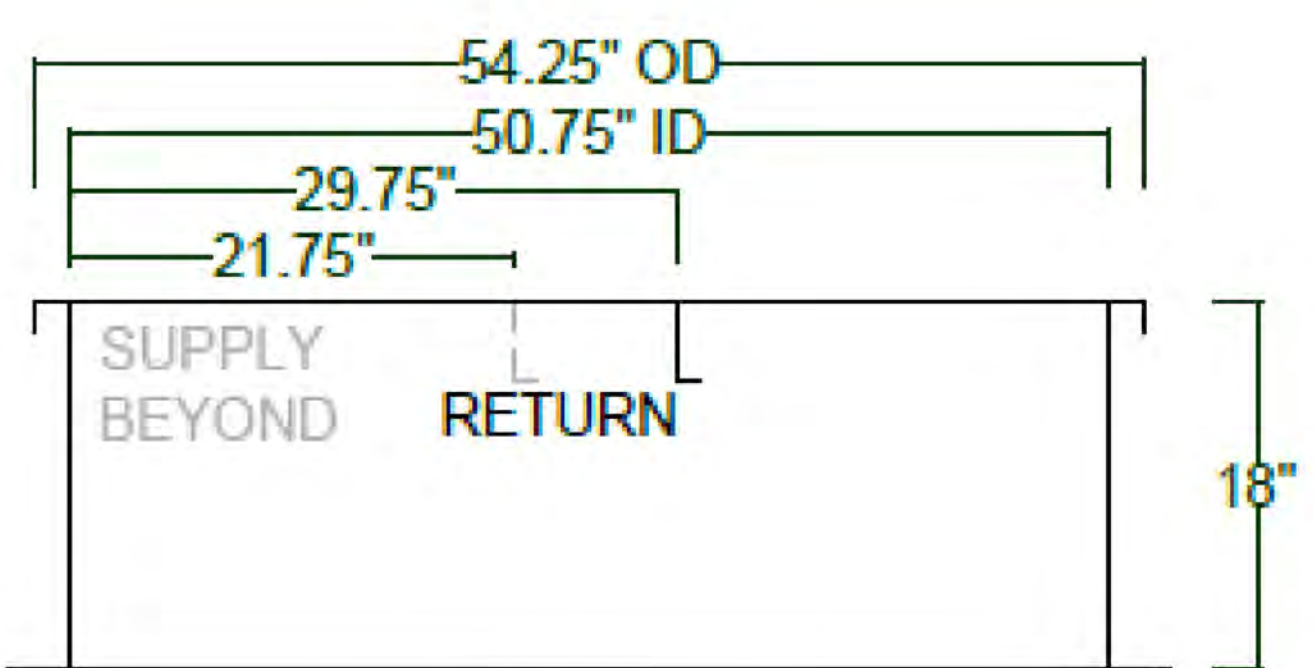 54.25" OD
50.75" ID
29.75"
21.75"
SUPPLY
BEYOND
RETURN
18"